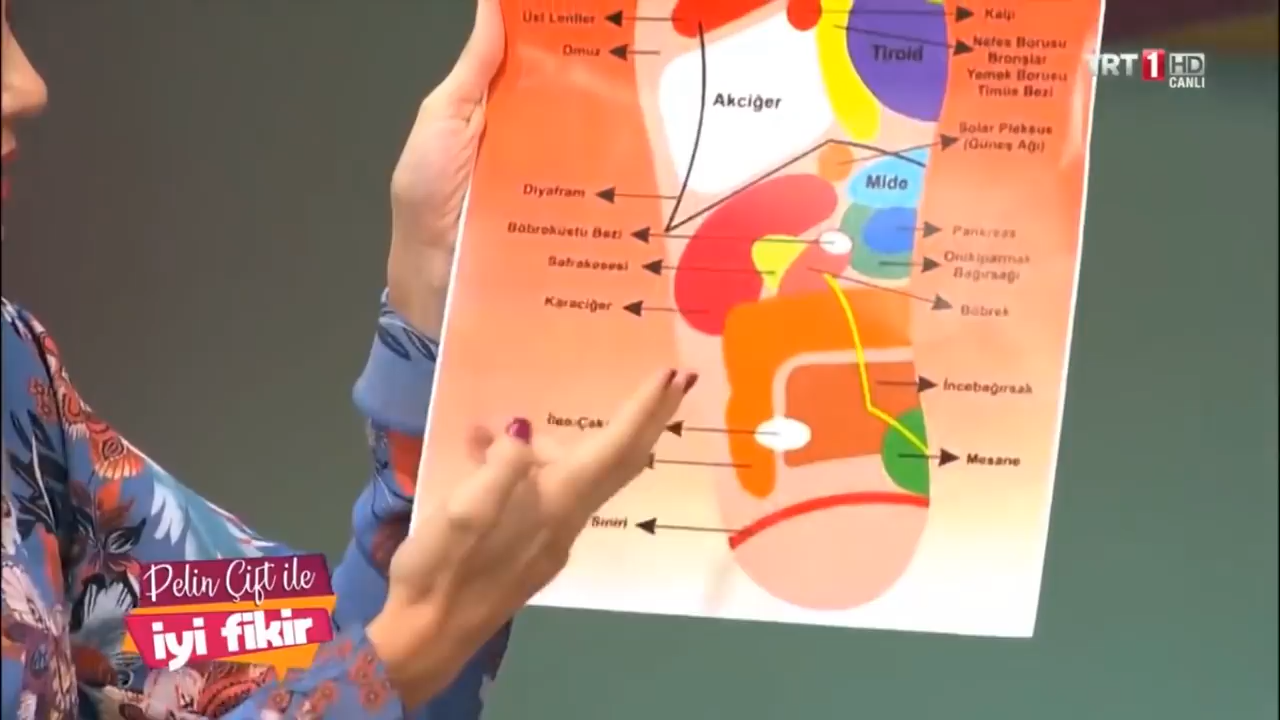 Üst Lenfler
Omuz
Akciğer
Diyafram
Böbreküstü Bezi
Safrakesesi
Karaciğer
Siniri
Tiroid
Mide
Kalp
Nefes Borusu
Bronşlar
Yemek Borusu
Timüs Bezi
Solar Pleksus
(Güneş Ağı)
Pankreas
Onikiparmak
Bağırsağı
Böbrek
İncebağırsak
Mesane
TRT 1 HD
CANLI
Pelin Çift ile
iyi fikir